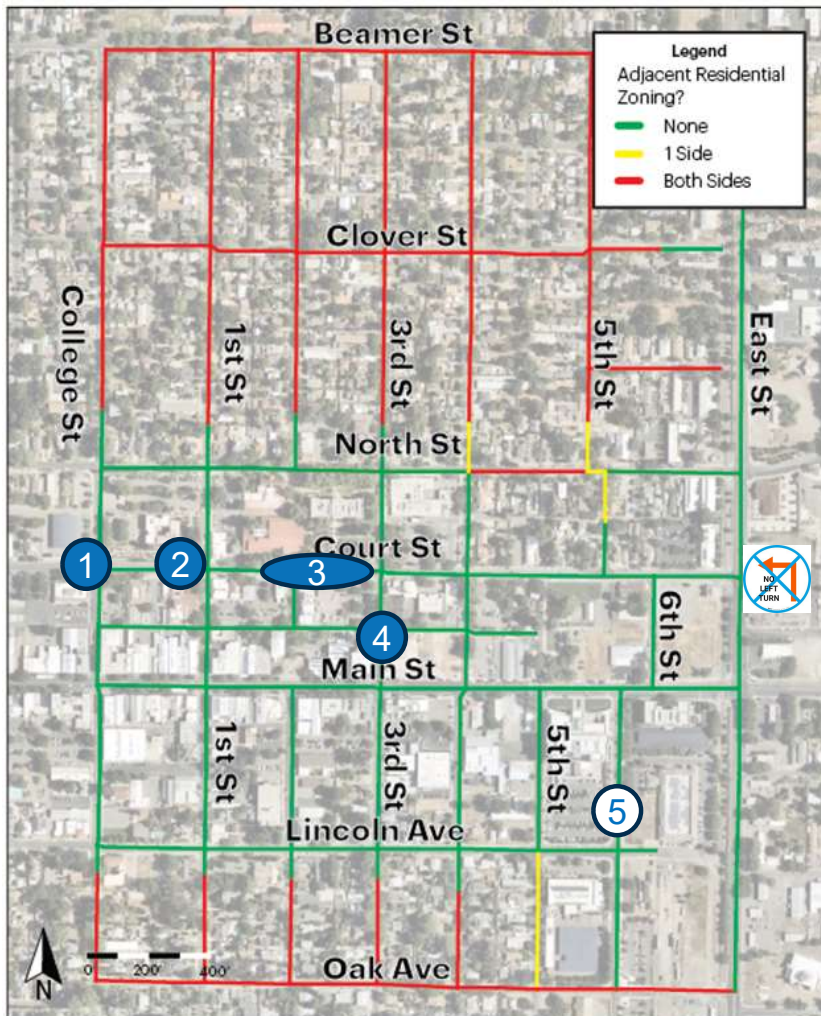 Beamer St
Legend
Adjacent Residential
Zoning?
None
1 Side
Both Sides
Clover St
College St
1st St
3rd St
5th St
East St
North St
Court St
1
2
3
NO
LEFT
TURN
6th St
4
Main St
1st St
3rd St
5th St
5
Lincoln Ave
0 200' 400'
Oak Ave
N